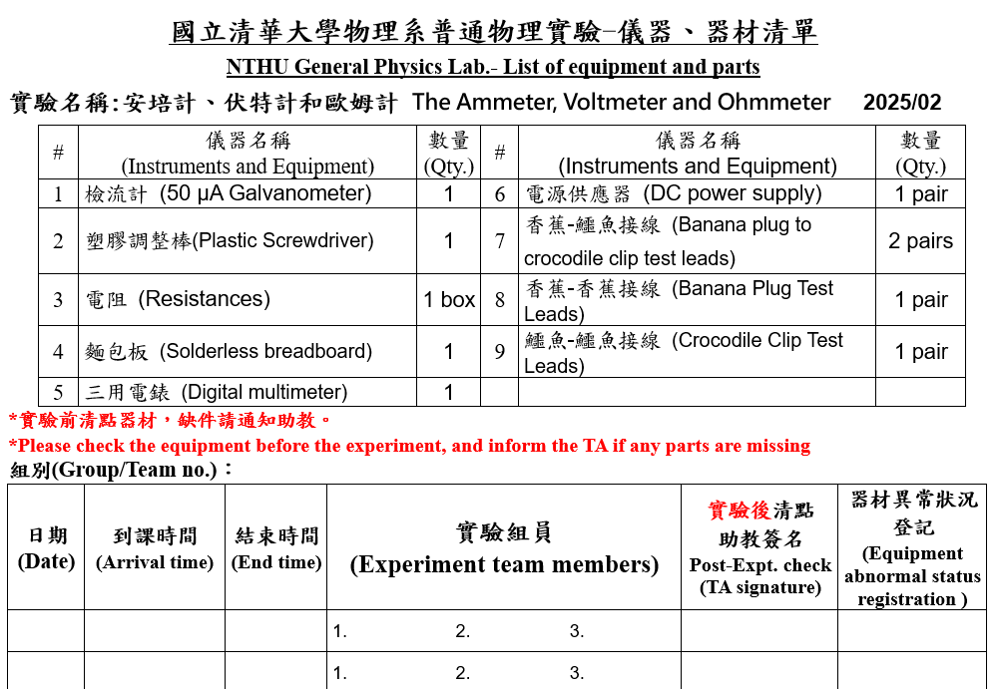 國立清華大學物理系普通物理實驗-儀器、器材清單
NTHU General Physics Lab.- List of equipment and parts
實驗名稱:安培計、伏特計和歐姆計 The Ammeter, Voltmeter and Ohmmeter 2025/02
# 儀器名稱 (Instruments and Equipment) 數量 (Qty.) # 儀器名稱 (Instruments and Equipment) 數量 (Qty.)
1 檢流計 (50 μA Galvanometer) 1 6 電源供應器 (DC power supply) 1 pair
2 塑膠調整棒(Plastic Screwdriver) 1 7 香蕉-鱷魚接線 (Banana plug to crocodile clip test leads) 2 pairs
3 電阻 (Resistances) 1 box 8 香蕉-香蕉接線 (Banana Plug Test Leads) 1 pair
4 麵包板 (Solderless breadboard) 1 9 鱷魚-鱷魚接線 (Crocodile Clip Test Leads) 1 pair
5 三用電錶 (Digital multimeter) 1
*實驗前清點器材，缺件請通知助教。
*Please check the equipment before the experiment, and inform the TA if any parts are missing
組別(Group/Team no.)：
日期 (Date) 到課時間 (Arrival time) 結束時間 (End time) 實驗組員 (Experiment team members) 實驗後清點助教簽名 Post-Expt. check (TA signature) 器材異常狀況登記 (Equipment abnormal status registration )
1. 2. 3.
1. 2. 3.